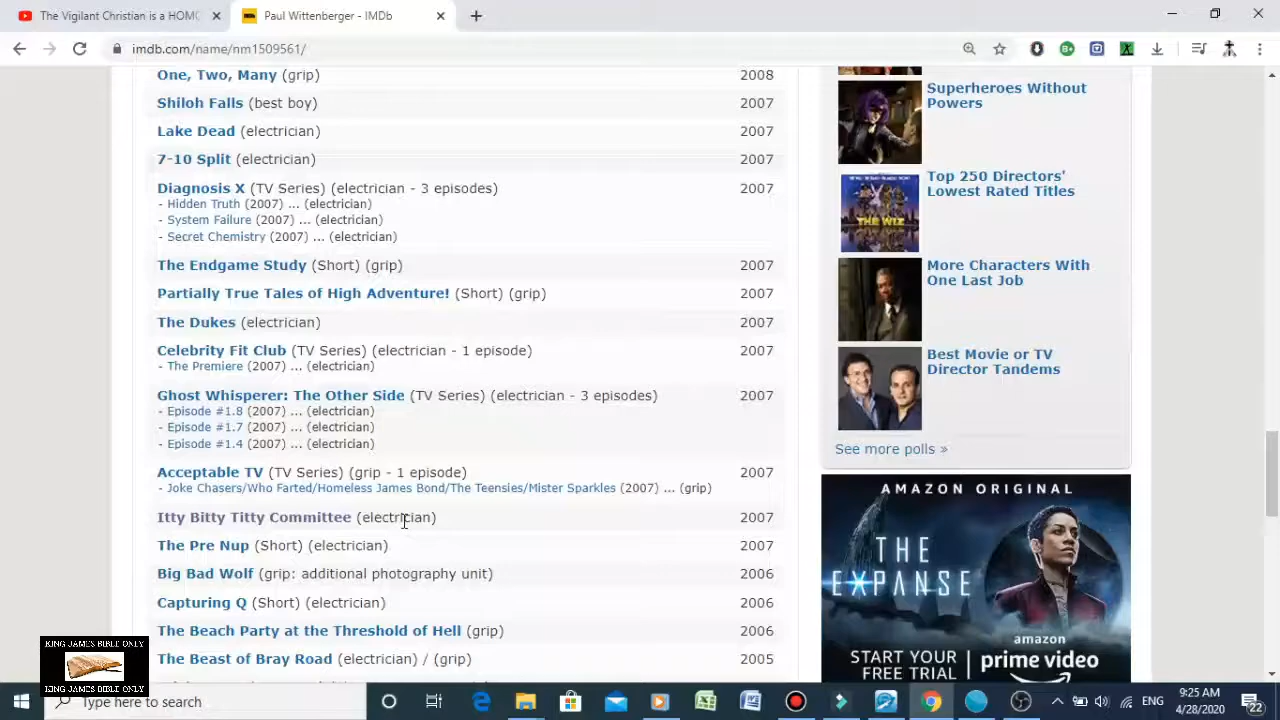 The Vigilant Christian is a HOMO
Paul Wittenberger - IMDb
imdb.com/name/nm1509561/
One, Two, Many (grip) 2008
Shiloh Falls (best boy) 2007
Lake Dead (electrician) 2007
7-10 Split (electrician) 2007
Diagnosis X (TV Series) (electrician - 3 episodes) 2007
- Hidden Truth (2007) ... (electrician)
- System Failure (2007) ... (electrician)
Secret Chemistry (2007) ... (electrician)
The Endgame Study (Short) (grip) 2007
Partially True Tales of High Adventure! (Short) (grip) 2007
The Dukes (electrician) 2007
Celebrity Fit Club (TV Series) (electrician - 1 episode) 2007
- The Premiere (2007) ... (electrician)
Ghost Whisperer: The Other Side (TV Series) (electrician - 3 episodes) 2007
- Episode #1.8 (2007) ... (electrician)
- Episode #1.7 (2007) ... (electrician)
- Episode #1.4 (2007) ... (electrician)
Acceptable TV (TV Series) (grip - 1 episode) 2007
- Joke Chasers/Who Farted/Homeless James Bond/The Teensies/Mister Sparkles (2007) ... (grip)
Itty Bitty Titty Committee (electrician) 2007
The Pre Nup (Short) (electrician) 2007
Big Bad Wolf (grip: additional photography unit) 2006
Capturing Q (Short) (electrician) 2006
The Beach Party at the Threshold of Hell (grip) 2006
The Beast of Bray Road (electrician) / (grip) 2005
Superheroes Without
Powers
Top 250 Directors'
Lowest Rated Titles
THE WIZ
More Characters With
One Last Job
Best Movie or TV
Director Tandems
See more polls »
AMAZON ORIGINAL
THE
EXPANSE
amazon
START YOUR
FREE TRIAL
prime video
KING JAMES BIBLE ONLY
KING JAMES BIBLE ONLY
Type here to search
ENG
9:25 AM
4/28/2020
22